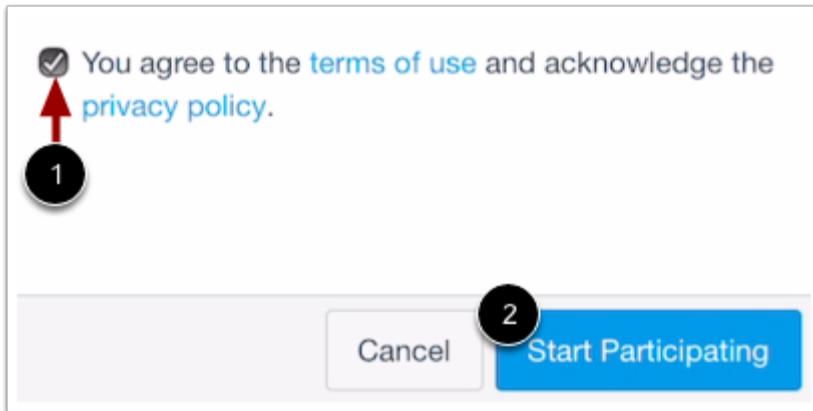 You agree to the terms of use and acknowledge the
privacy policy.
1
2
Cancel Start Participating